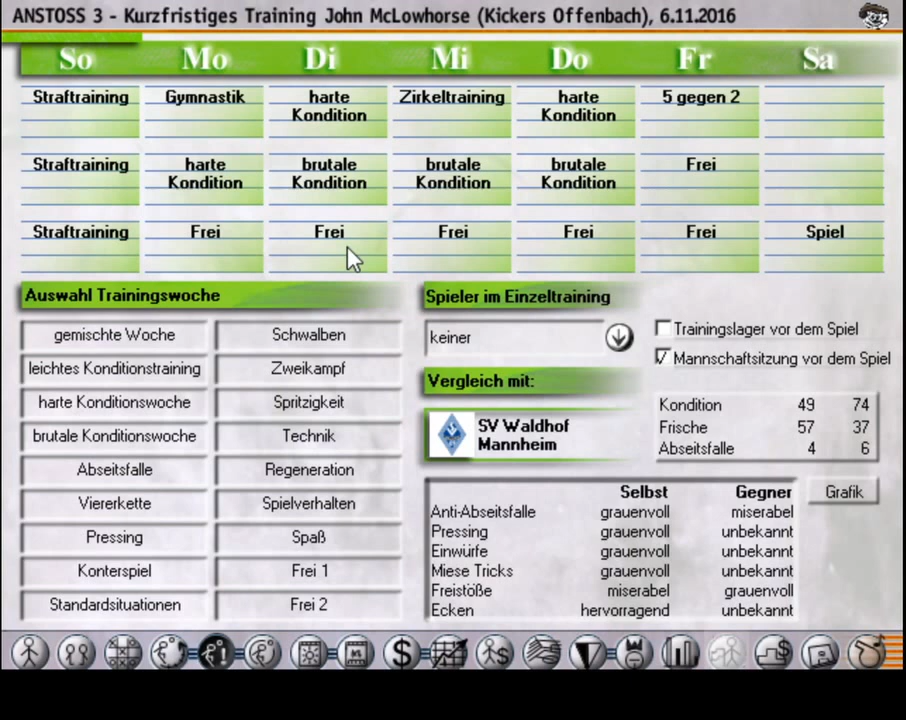 ANSTOSS 3 - Kurzfristiges Training John McLowhorse (Kickers Offenbach), 6.11.2016
So Mo Di Mi Do Fr Sa
Straftraining Gymnastik harte Kondition Zirkeltraining harte Kondition 5 gegen 2
Straftraining harte Kondition brutale Kondition brutale Kondition brutale Kondition Frei
Straftraining Frei Frei Frei Frei Frei Spiel
Auswahl Trainingswoche
gemischte Woche Schwalben
leichtes Konditionstraining Zweikampf
harte Konditionswoche Spritzigkeit
brutale Konditionswoche Technik
Abseitsfalle Regeneration
Viererkette Spielverhalten
Pressing Spaß
Konterspiel Frei 1
Standardsituationen Frei 2
Spieler im Einzeltraining
keiner
Trainingslager vor dem Spiel
Mannschaftsitzung vor dem Spiel
Vergleich mit:
SV Waldhof
Mannheim
Kondition 49 74
Frische 57 37
Abseitsfalle 4 6
Grafik
Selbst Gegner
Anti-Abseitsfalle grauenvoll miserabel
Pressing grauenvoll unbekannt
Einwürfe grauenvoll unbekannt
Miese Tricks grauenvoll unbekannt
Freistöße miserabel grauenvoll
Ecken hervorragend unbekannt